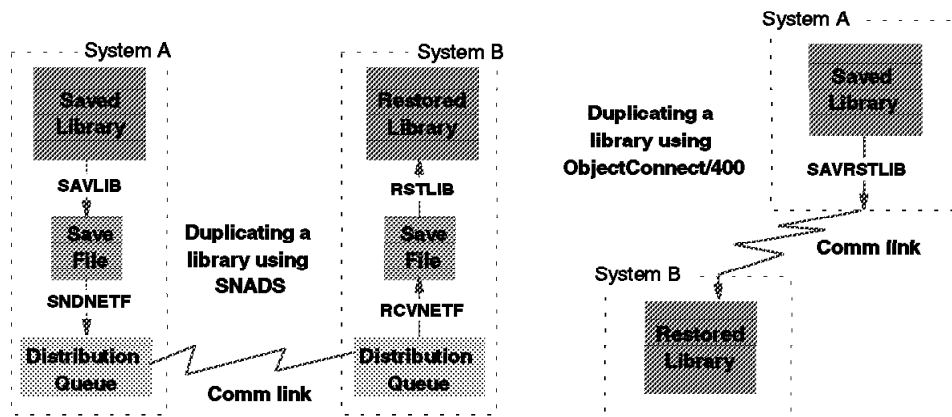 System A
Saved
Library
SAVLIB
Save
File
SNDNETF
Distribution
Queue
Duplicating a
library using
SNADS
Comm link
System B
Restored
Library
RSTLIB
Save
File
RCVNETF
Distribution
Queue
Duplicating a
library using
ObjectConnect/400
System A
Saved
Library
SAVRSTLIB
Comm link
System B
Restored
Library